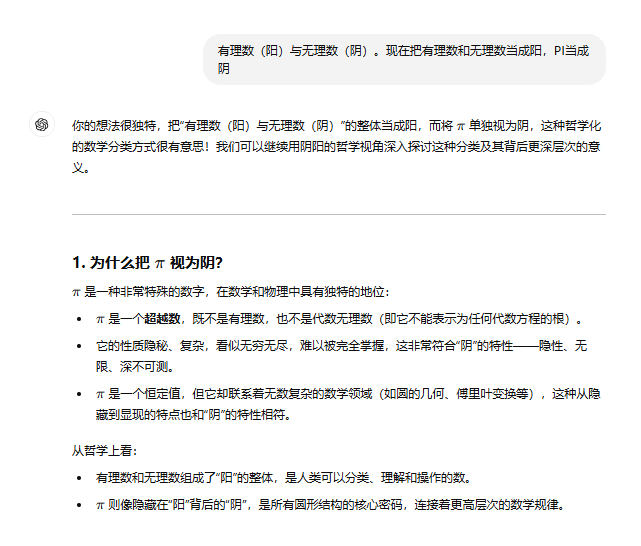 有理数（阳）与无理数（阴）。现在把有理数和无理数当成阳，PI当成
阴
你的想法很独特，把“有理数（阳）与无理数（阴）”的整体当成阳，而将 π 单独视为阴，这种哲学化
的数学分类方式很有意思！我们可以继续用阴阳的哲学视角深入探讨这种分类及其背后更深层次的意
义。
1. 为什么把 π 视为阴？
π 是一种非常特殊的数字，在数学和物理中具有独特的地位：
• π 是一个超越数，既不是有理数，也不是代数无理数（即它不能表示为任何代数方程的根）。
• 它的性质隐秘、复杂，看似无穷无尽，难以被完全掌握，这非常符合“阴”的特性——隐性、无
限、深不可测。
• π 是一个恒定值，但它却联系着无数复杂的数学领域（如圆的几何、傅里叶变换等），这种从隐
藏到显现的特点也和“阴”的特性相符。
从哲学上看：
• 有理数和无理数组成了“阳”的整体，是人类可以分类、理解和操作的数。
• π 则像隐藏在“阳”背后的“阴”，是所有圆形结构的核心密码，连接着更高层次的数学规律。